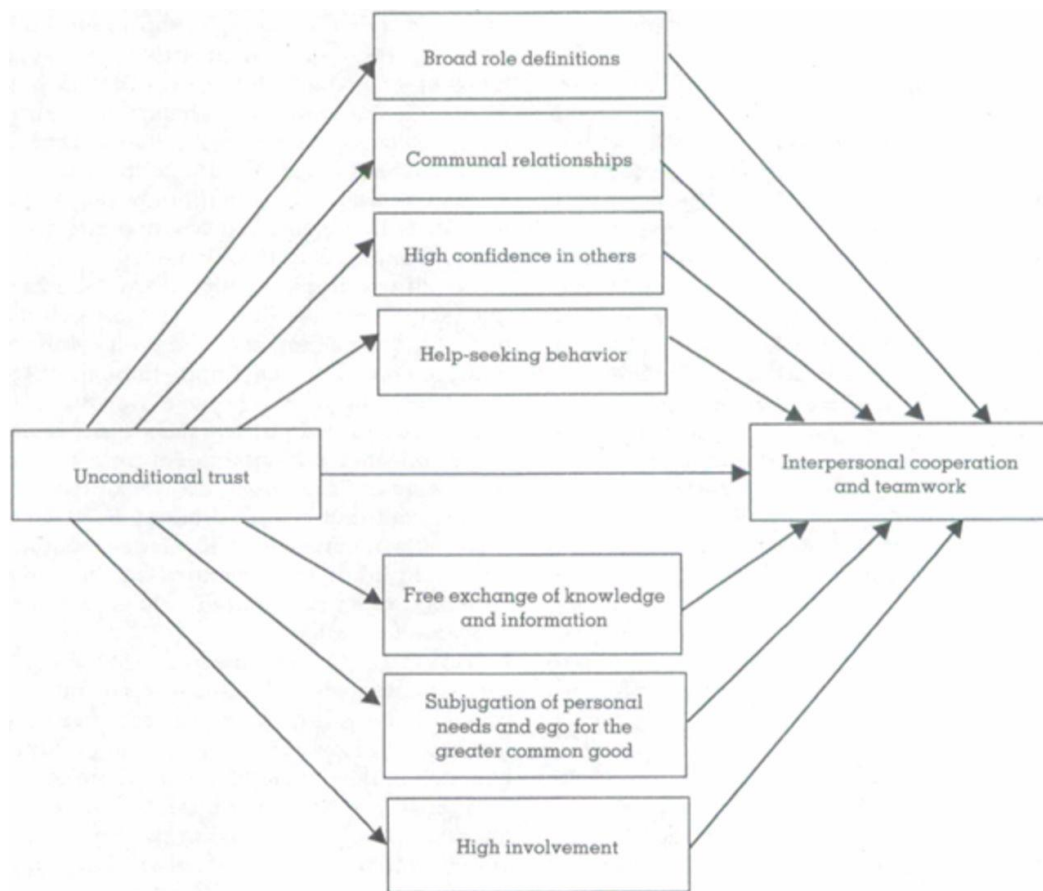 Broad role definitions
Communal relationships
High confidence in others
Help-seeking behavior
Unconditional trust
Interpersonal cooperation
and teamwork
Free exchange of knowledge
and information
Subjugation of personal
needs and ego for the
greater common good
High involvement